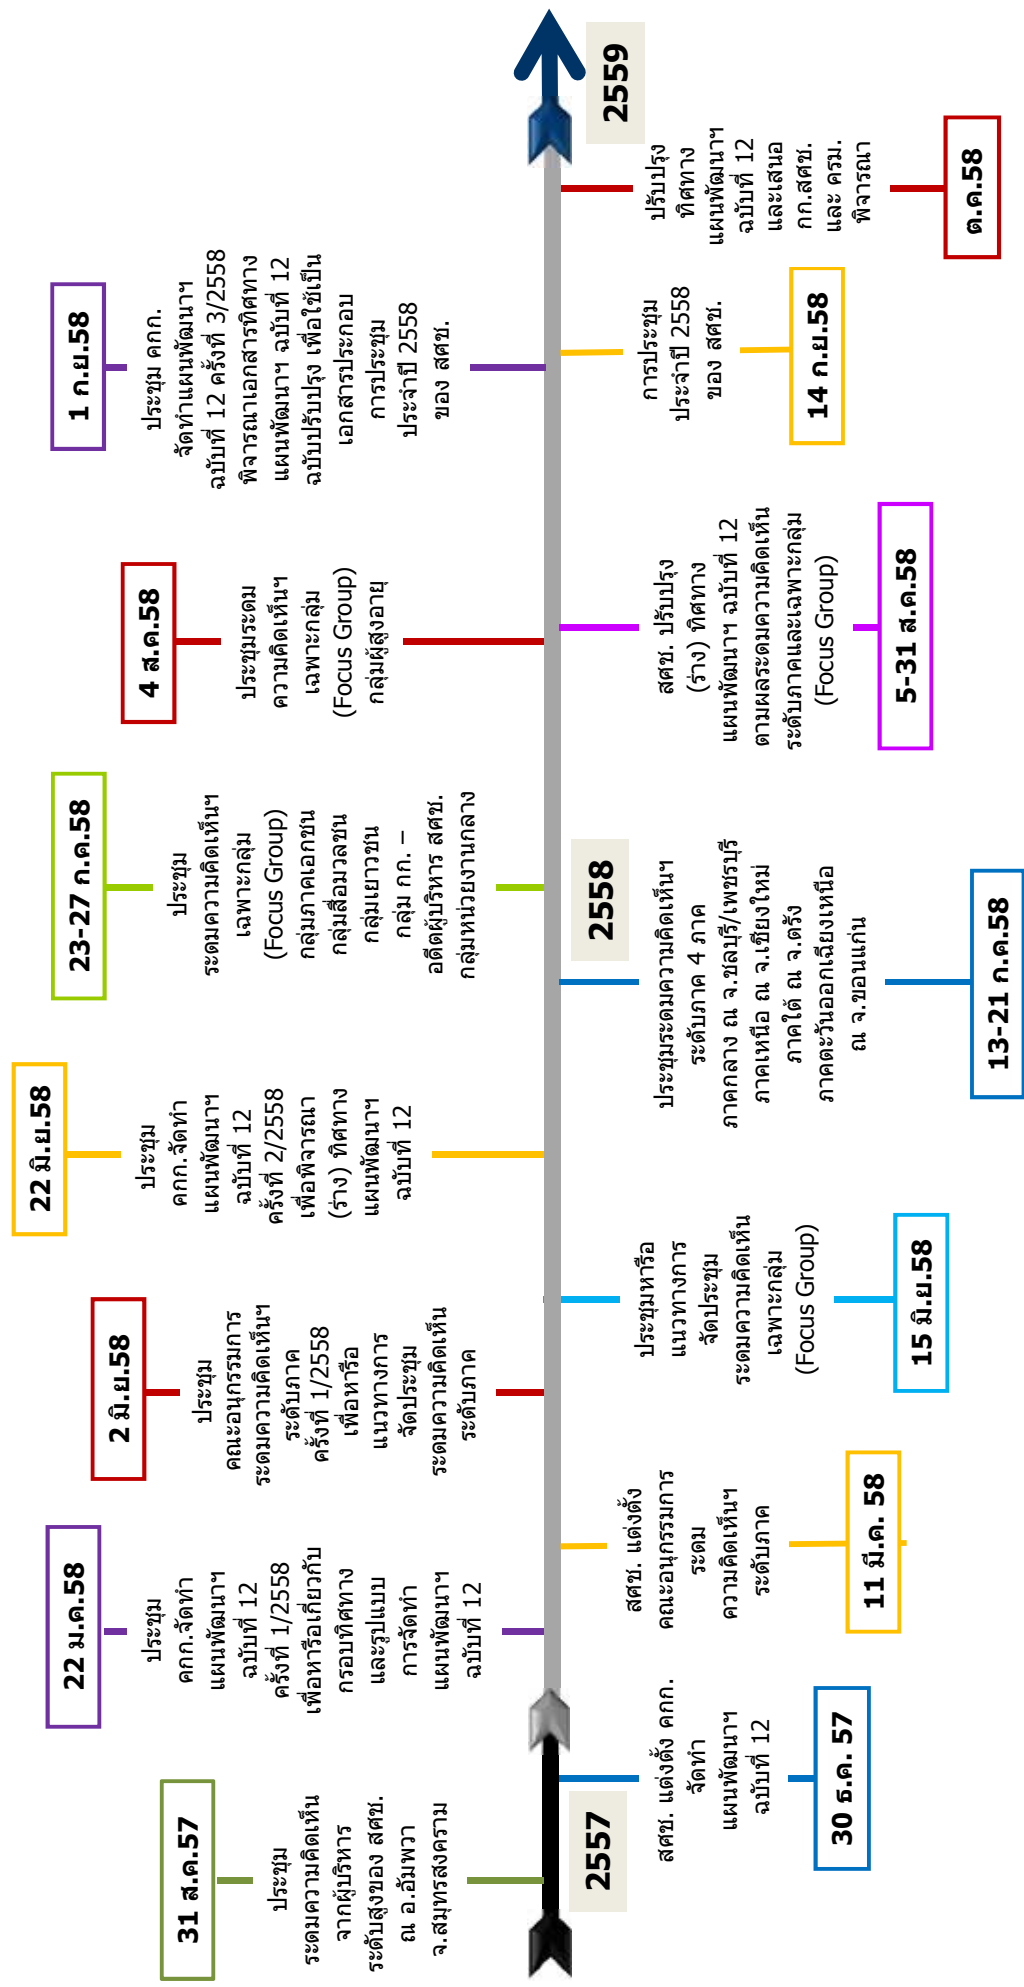 31 ส.ค.57
ประชุม
ระดมความคิดเห็น
จากผู้บริหาร
ระดับสูงของ สศช.
ณ อ.อัมพวา
จ.สมุทรสงคราม
22 ม.ค.58
ประชุม
คกก.จัดทำ
แผนพัฒนาฯ
ฉบับที่ 12
ครั้งที่ 1/2558
เพื่อหารือเกี่ยวกับ
กรอบทิศทาง
และรูปแบบ
การจัดทำ
แผนพัฒนาฯ
ฉบับที่ 12
2 มิ.ย.58
ประชุม
คณะอนุกรรมการ
ระดมความคิดเห็นฯ
ระดับภาค
ครั้งที่ 1/2558
เพื่อหารือ
แนวทางการ
จัดประชุม
ระดมความคิดเห็น
ระดับภาค
22 มิ.ย.58
ประชุม
คกก.จัดทำ
แผนพัฒนาฯ
ฉบับที่ 12
ครั้งที่ 2/2558
เพื่อพิจารณา
(ร่าง) ทิศทาง
แผนพัฒนาฯ
ฉบับที่ 12
23-27 ก.ค.58
ประชุม
ระดมความคิดเห็นฯ
เฉพาะกลุ่ม
(Focus Group)
กลุ่มภาคเอกชน
กลุ่มสื่อมวลชน
กลุ่มเยาวชน
กลุ่ม กก. –
อดีตผู้บริหาร สศช.
กลุ่มหน่วยงานกลาง
4 ส.ค.58
ประชุมระดม
ความคิดเห็นฯ
เฉพาะกลุ่ม
(Focus Group)
กลุ่มผู้สูงอายุ
1 ก.ย.58
ประชุม คกก.
จัดทำแผนพัฒนาฯ
ฉบับที่ 12 ครั้งที่ 3/2558
พิจารณาเอกสารทิศทาง
แผนพัฒนาฯ ฉบับที่ 12
ฉบับปรับปรุง เพื่อใช้เป็น
เอกสารประกอบ
การประชุม
ประจำปี 2558
ของ สศช.
2557
2558
2559
สศช. แต่งตั้ง คกก.
จัดทำ
แผนพัฒนาฯ
ฉบับที่ 12
30 ธ.ค. 57
สศช. แต่งตั้ง
คณะอนุกรรมการ
ระดม
ความคิดเห็นฯ
ระดับภาค
11 มี.ค. 58
ประชุมหารือ
แนวทางการ
จัดประชุม
ระดมความคิดเห็น
เฉพาะกลุ่ม
(Focus Group)
15 มิ.ย.58
ประชุมระดมความคิดเห็นฯ
ระดับภาค 4 ภาค
ภาคกลาง ณ จ.ชลบุรี/เพชรบุรี
ภาคเหนือ ณ จ.เชียงใหม่
ภาคใต้ ณ จ.ตรัง
ภาคตะวันออกเฉียงเหนือ
ณ จ.ขอนแก่น
13-21 ก.ค.58
สศช. ปรับปรุง
(ร่าง) ทิศทาง
แผนพัฒนาฯ ฉบับที่ 12
ตามผลระดมความคิดเห็น
ระดับภาคและเฉพาะกลุ่ม
(Focus Group)
5-31 ส.ค.58
การประชุม
ประจำปี 2558
ของ สศช.
14 ก.ย.58
ปรับปรุง
ทิศทาง
แผนพัฒนาฯ
ฉบับที่ 12
และเสนอ
กก.สศช.
และ ครม.
พิจารณา
ต.ค.58